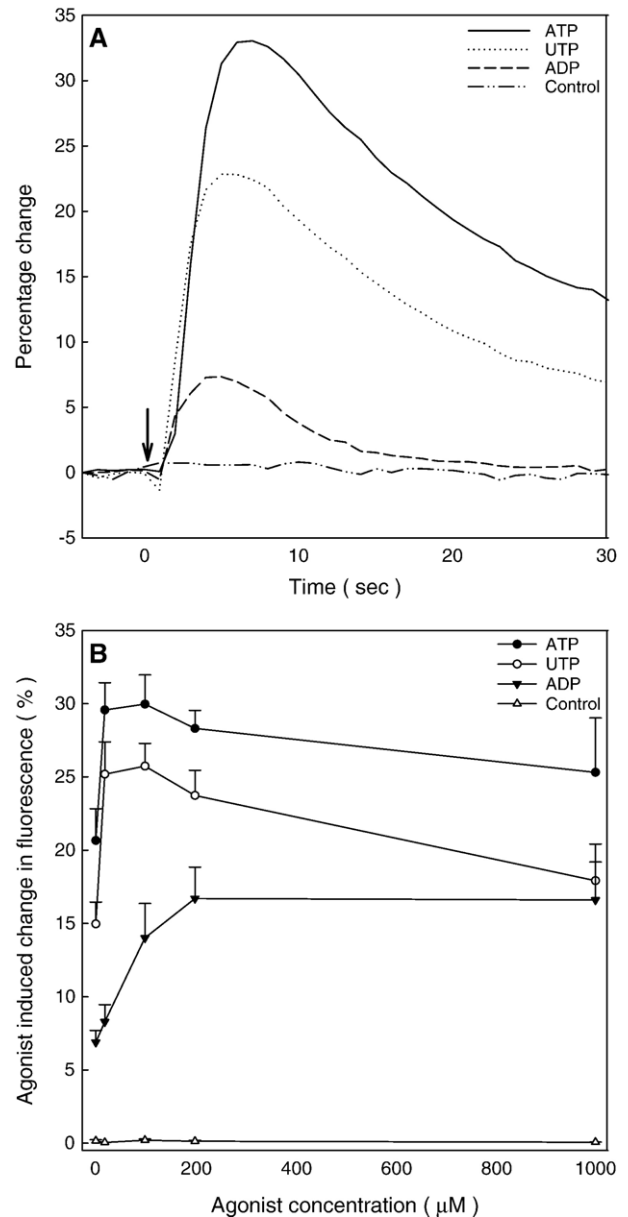 A
ATP
UTP
ADP
Control
35
30
25
20
15
10
5
0
-5
Percentage change
0
10
20
30
Time ( sec )
B
ATP
UTP
ADP
Control
35
30
25
20
15
10
5
0
Agonist induced change in fluorescence ( % )
0
200
400
600
800
1000
Agonist concentration ( μM )